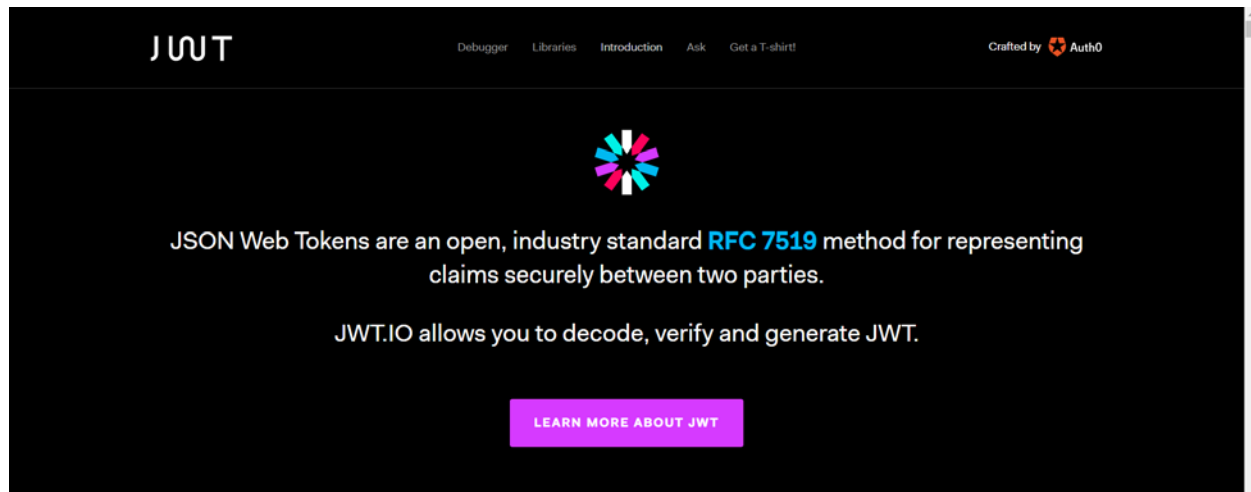 JWT
Debugger Libraries Introduction Ask Get a T-shirt!
Crafted by Auth0
JSON Web Tokens are an open, industry standard RFC 7519 method for representing
claims securely between two parties.
JWT.IO allows you to decode, verify and generate JWT.
LEARN MORE ABOUT JWT